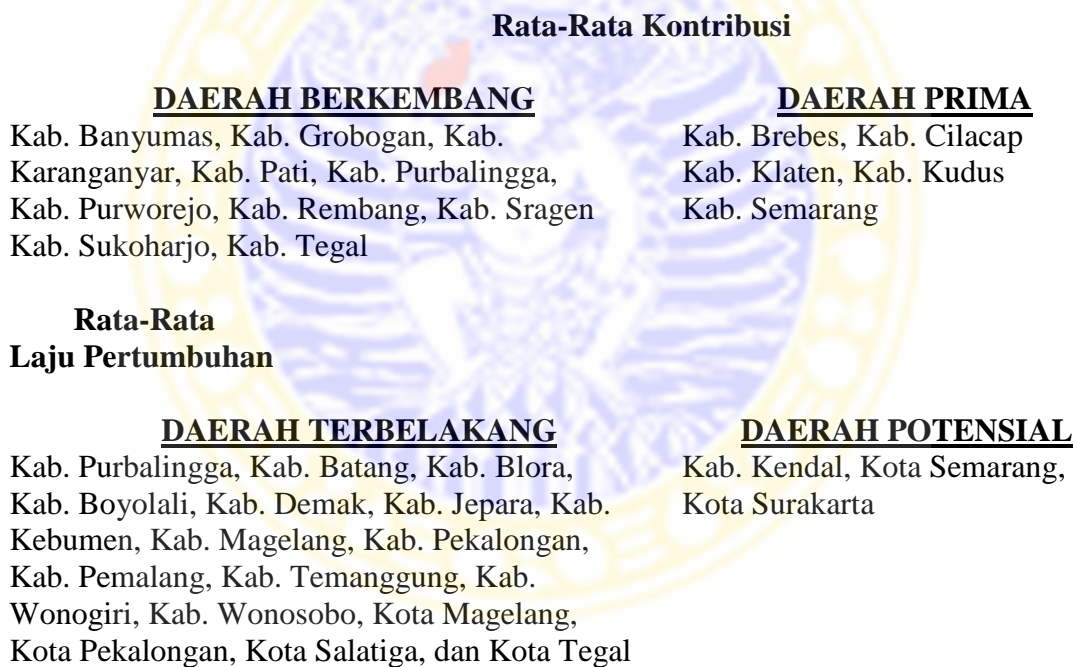 Rata-Rata Kontribusi
DAERAH BERKEMBANG
Kab. Banyumas, Kab. Grobogan, Kab.
Karanganyar, Kab. Pati, Kab. Purbalingga,
Kab. Purworejo, Kab. Rembang, Kab. Sragen
Kab. Sukoharjo, Kab. Tegal
DAERAH PRIMA
Kab. Brebes, Kab. Cilacap
Kab. Klaten, Kab. Kudus
Kab. Semarang
Rata-Rata
Laju Pertumbuhan
DAERAH TERBELAKANG
Kab. Purbalingga, Kab. Batang, Kab. Blora,
Kab. Boyolali, Kab. Demak, Kab. Jepara, Kab.
Kebumen, Kab. Magelang, Kab. Pekalongan,
Kab. Pemalang, Kab. Temanggung, Kab.
Wonogiri, Kab. Wonosobo, Kota Magelang,
Kota Pekalongan, Kota Salatiga, dan Kota Tegal
DAERAH POTENSIAL
Kab. Kendal, Kota Semarang,
Kota Surakarta